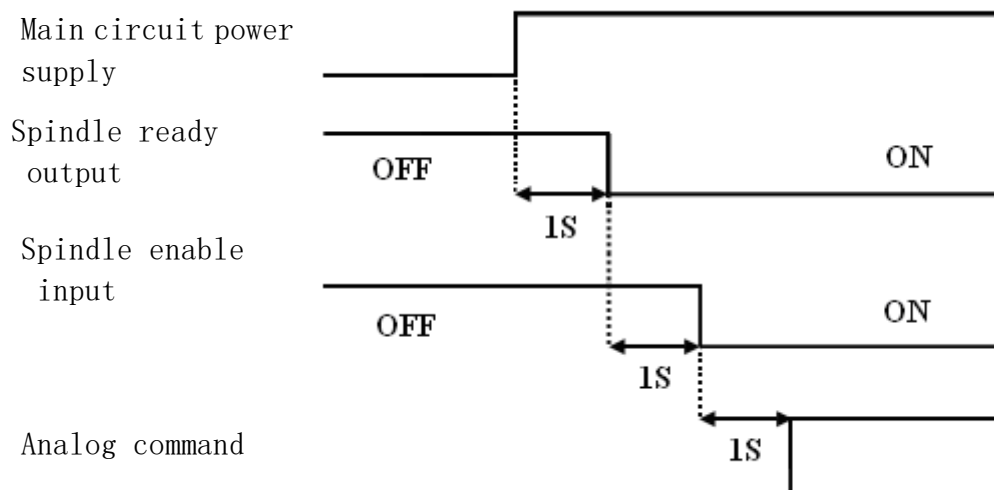 Main circuit power
supply
Spindle ready
output
OFF
ON
1S
Spindle enable
input
OFF
ON
1S
Analog command
1S